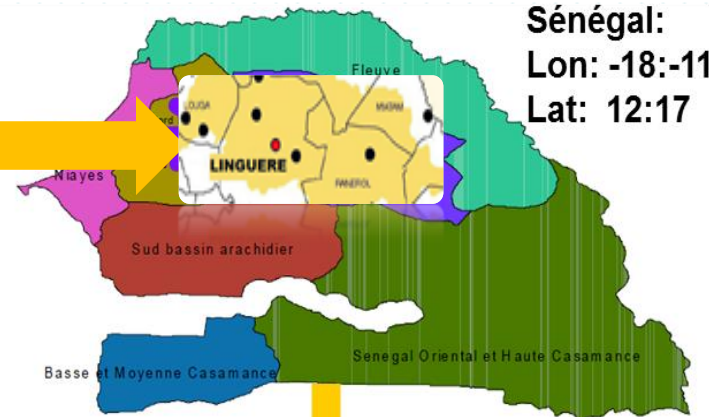 Sénégal:
Lon: -18:-11
Lat: 12:17
Fleuve
LOUGA
MATAM
LINGUERE
RANEROL
Niayes
Sud bassin arachidier
Senegal Oriental et Haute Casamance
Basse et Moyenne Casamance